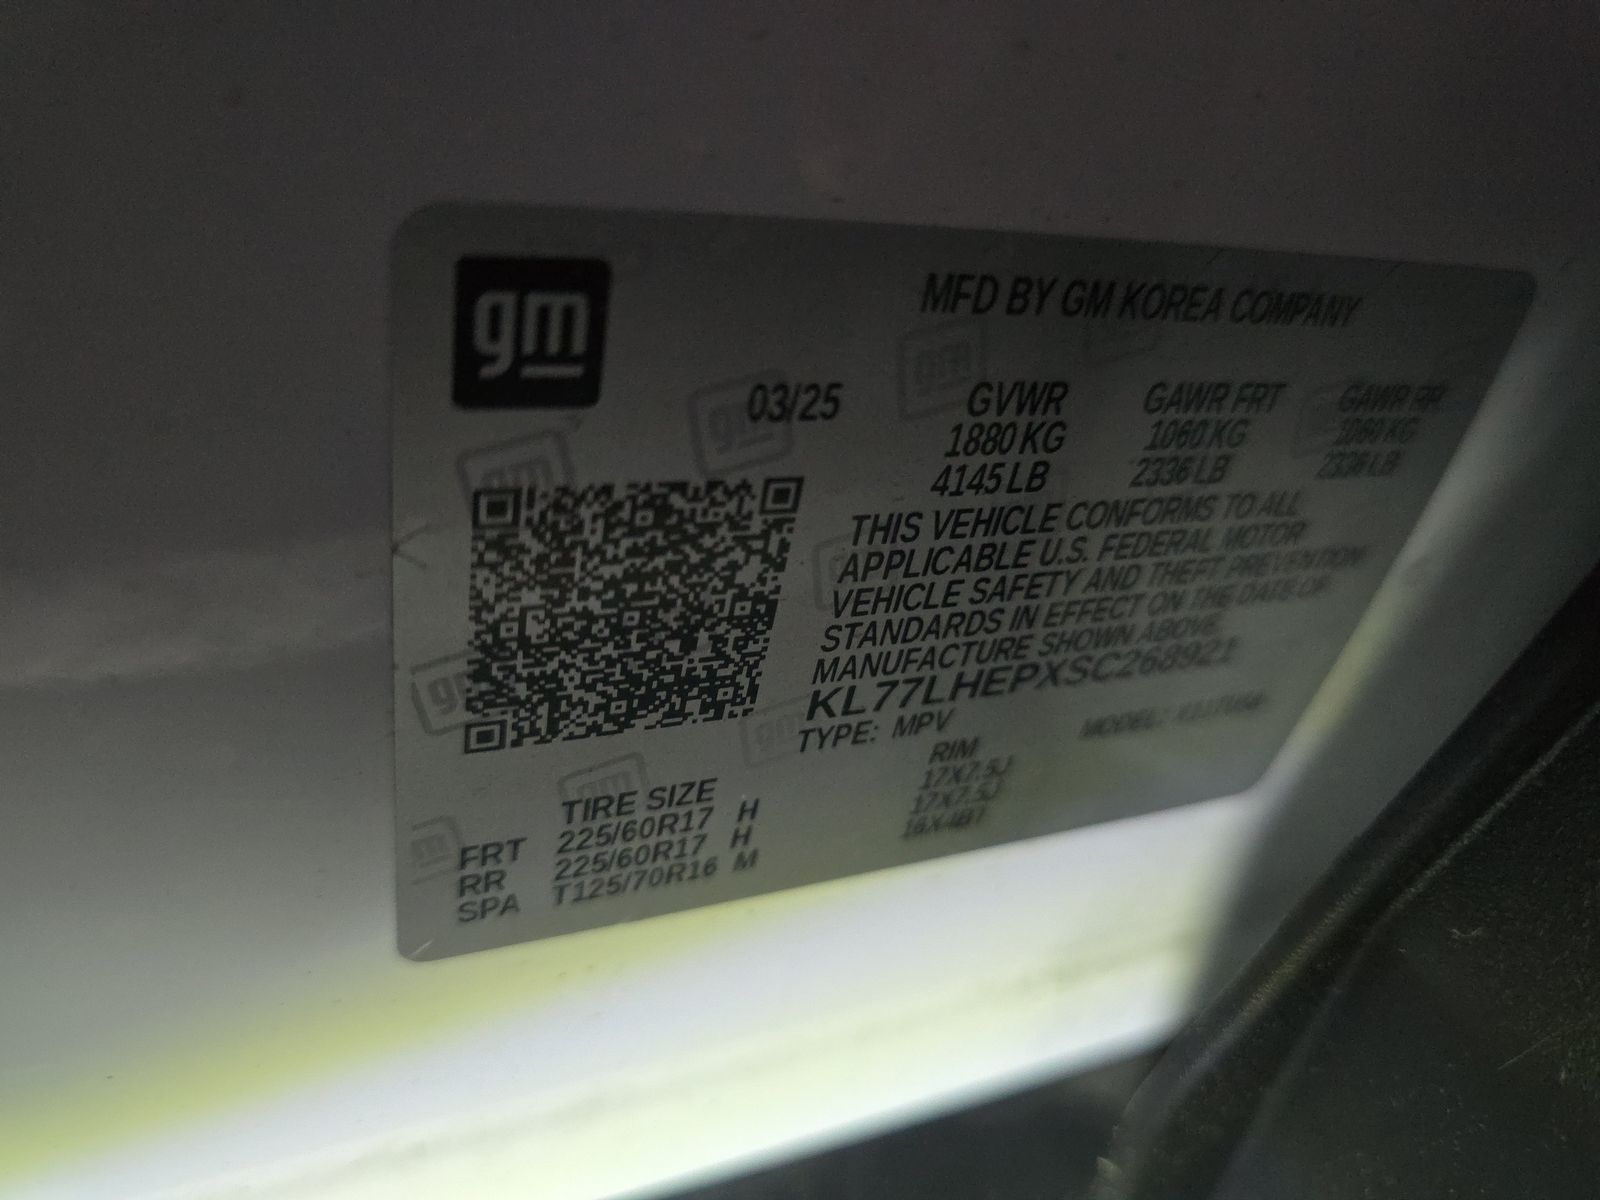 gm
MFD BY GM KOREA COMPANY
03/25 GVWR GAWR FRT GAWR RR
1880 KG 1060 KG 1060 KG
4145 LB 2336 LB 2336 LB
THIS VEHICLE CONFORMS TO ALL
APPLICABLE U.S. FEDERAL MOTOR
VEHICLE SAFETY AND THEFT PREVENTION
STANDARDS IN EFFECT ON THE DATE OF
MANUFACTURE SHOWN ABOVE.
KL77LHEPXSC268921
TYPE: MPV MODEL:
TIRE SIZE RIM
FRT 225/60R17 H 17X7.5J
RR 225/60R17 H 17X7.5J
SPA T125/70R16 M 16X4BT